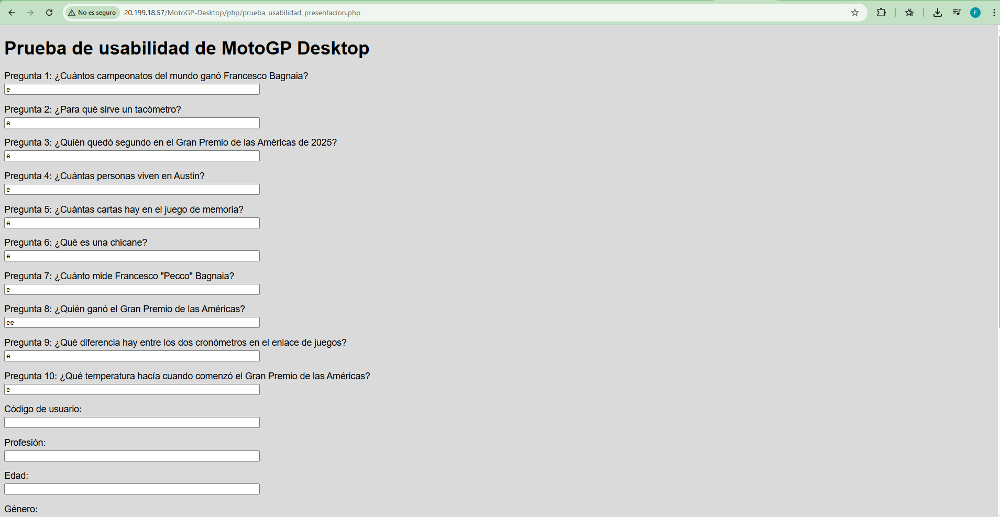 No es seguro 20.199.18.57/MotoGP-Desktop/php/prueba_usabilidad_presentacion.php F
Prueba de usabilidad de MotoGP Desktop
Pregunta 1: ¿Cuántos campeonatos del mundo ganó Francesco Bagnaia?
e
Pregunta 2: ¿Para qué sirve un tacómetro?
e
Pregunta 3: ¿Quién quedó segundo en el Gran Premio de las Américas de 2025?
e
Pregunta 4: ¿Cuántas personas viven en Austin?
e
Pregunta 5: ¿Cuántas cartas hay en el juego de memoria?
e
Pregunta 6: ¿Qué es una chicane?
e
Pregunta 7: ¿Cuánto mide Francesco "Pecco" Bagnaia?
e
Pregunta 8: ¿Quién ganó el Gran Premio de las Américas?
ee
Pregunta 9: ¿Qué diferencia hay entre los dos cronómetros en el enlace de juegos?
e
Pregunta 10: ¿Qué temperatura hacía cuando comenzó el Gran Premio de las Américas?
e
Código de usuario:
Profesión:
Edad:
Género: